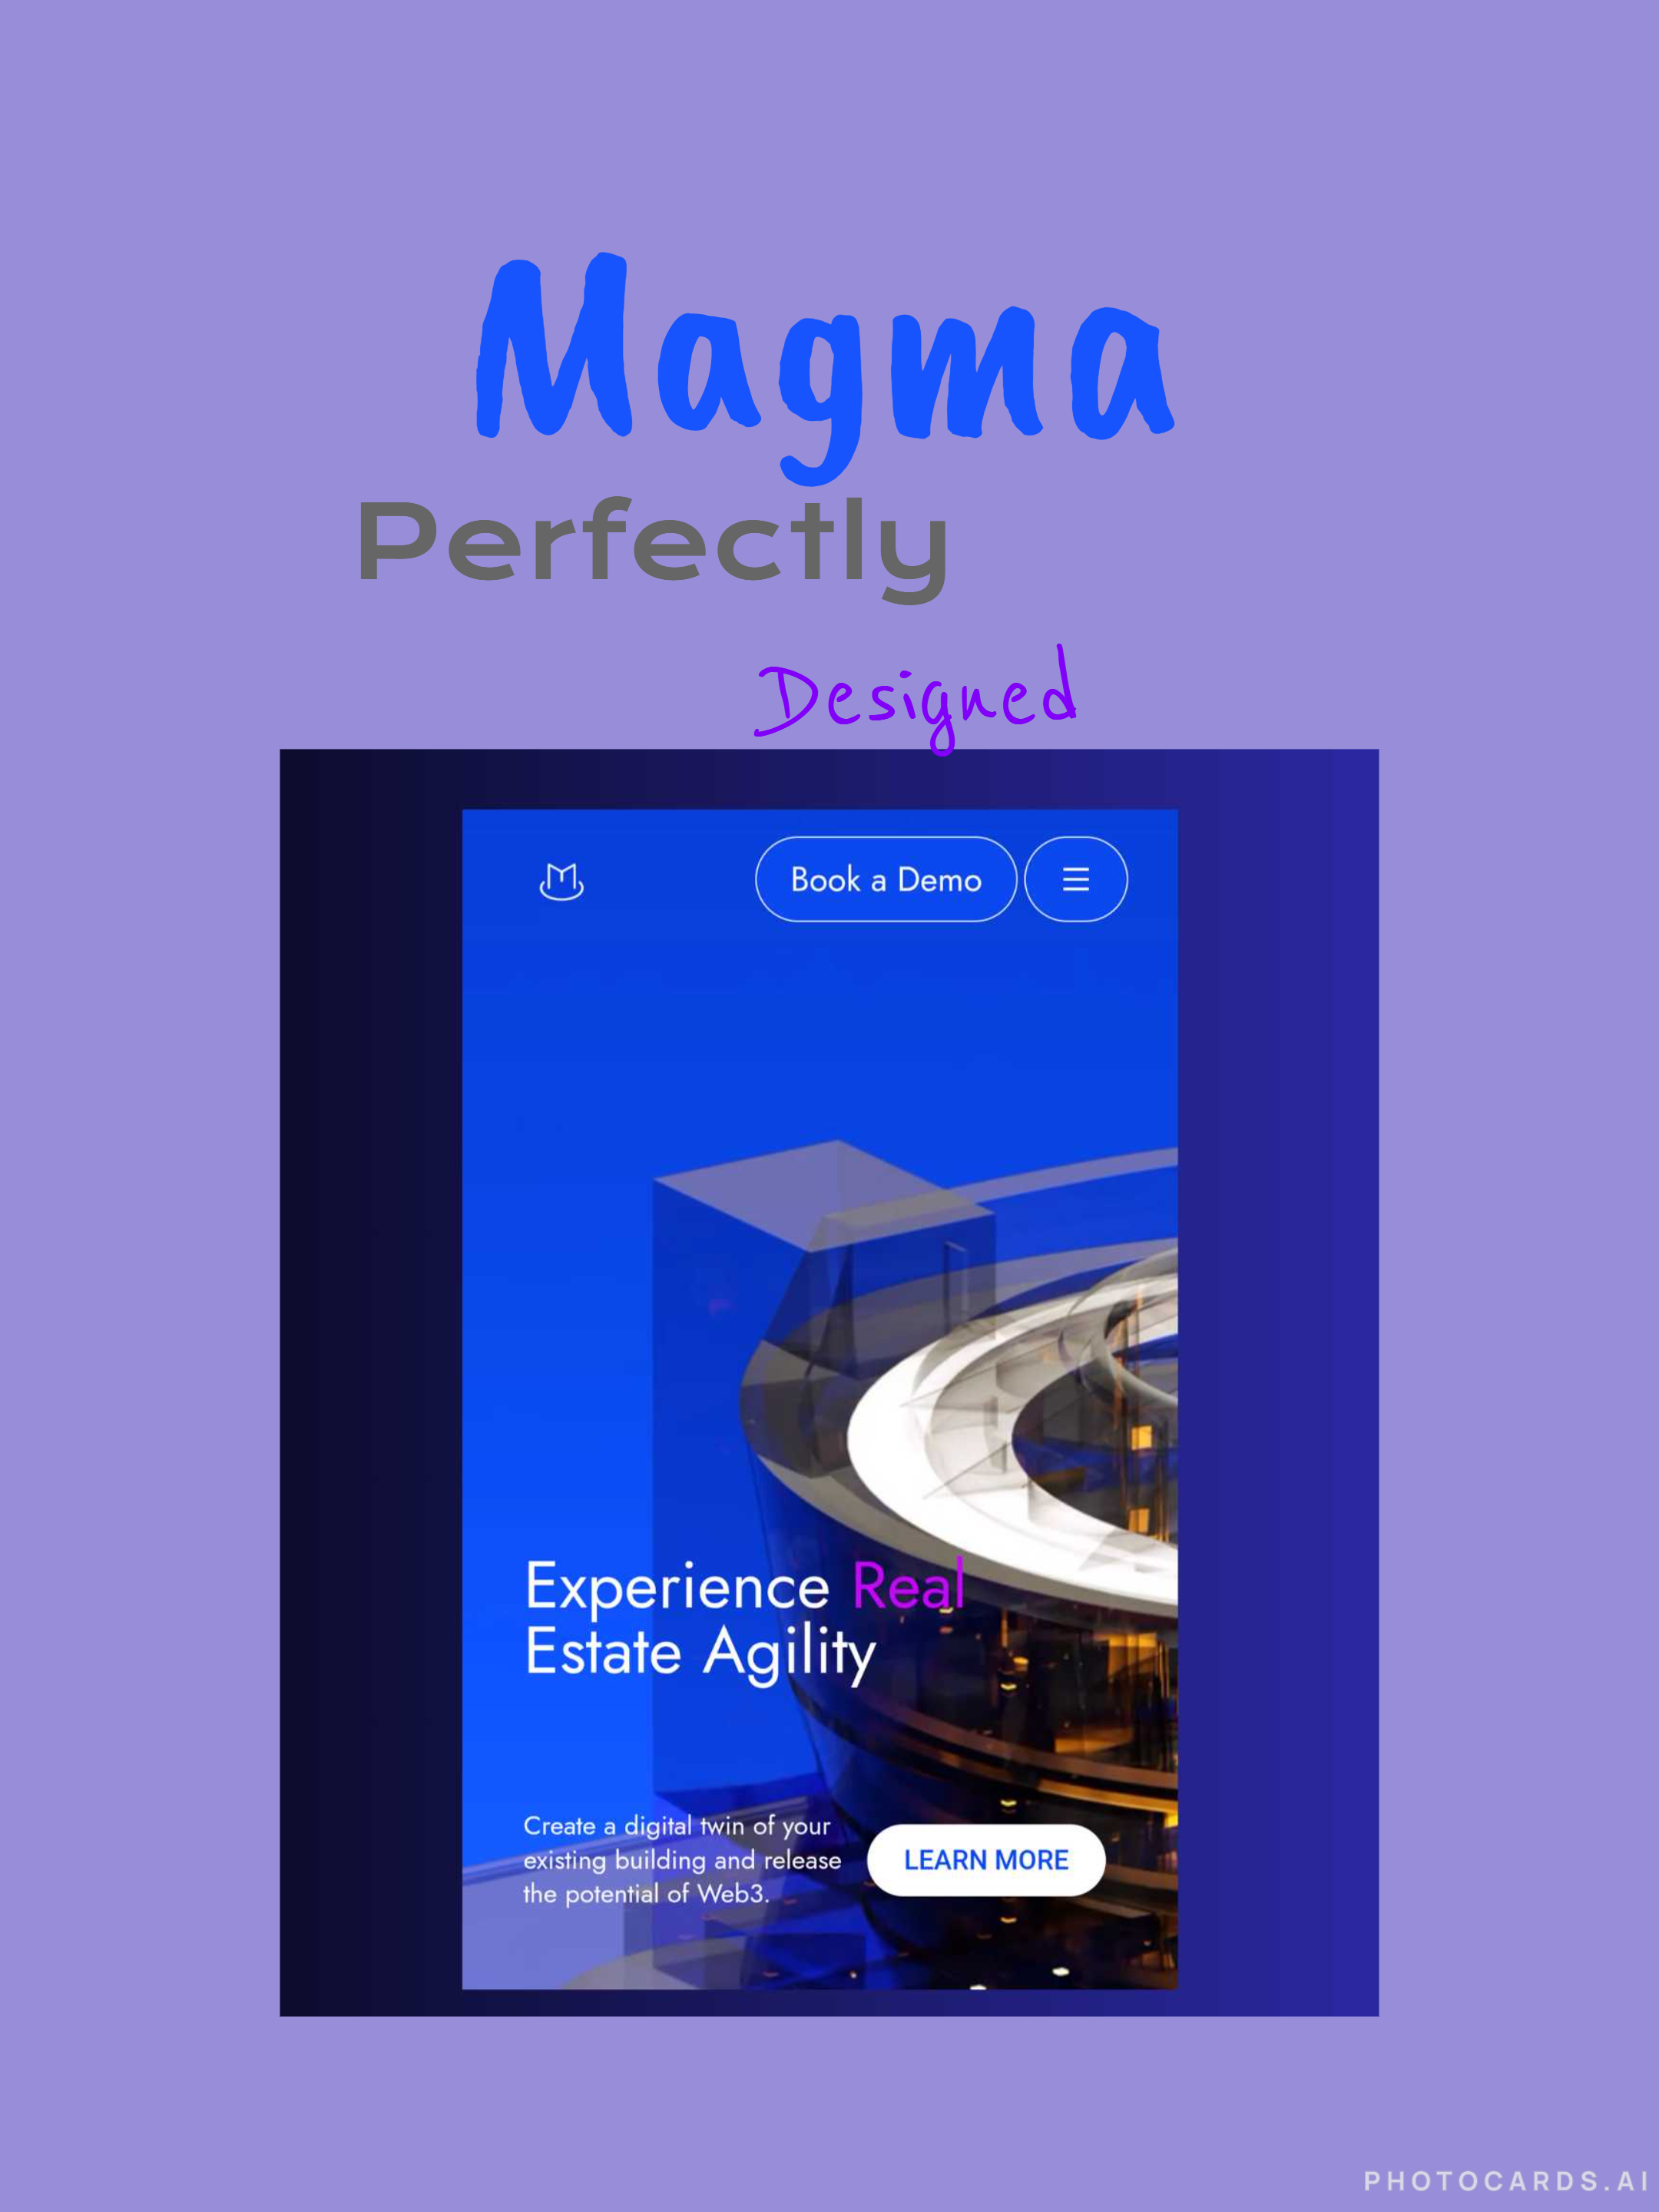 Magma
Perfectly
Designed
Book a Demo
Experience Real
Estate Agility
Create a digital twin of your
existing building and release
the potential of Web3.
LEARN MORE
PHOTOCARDS.AI